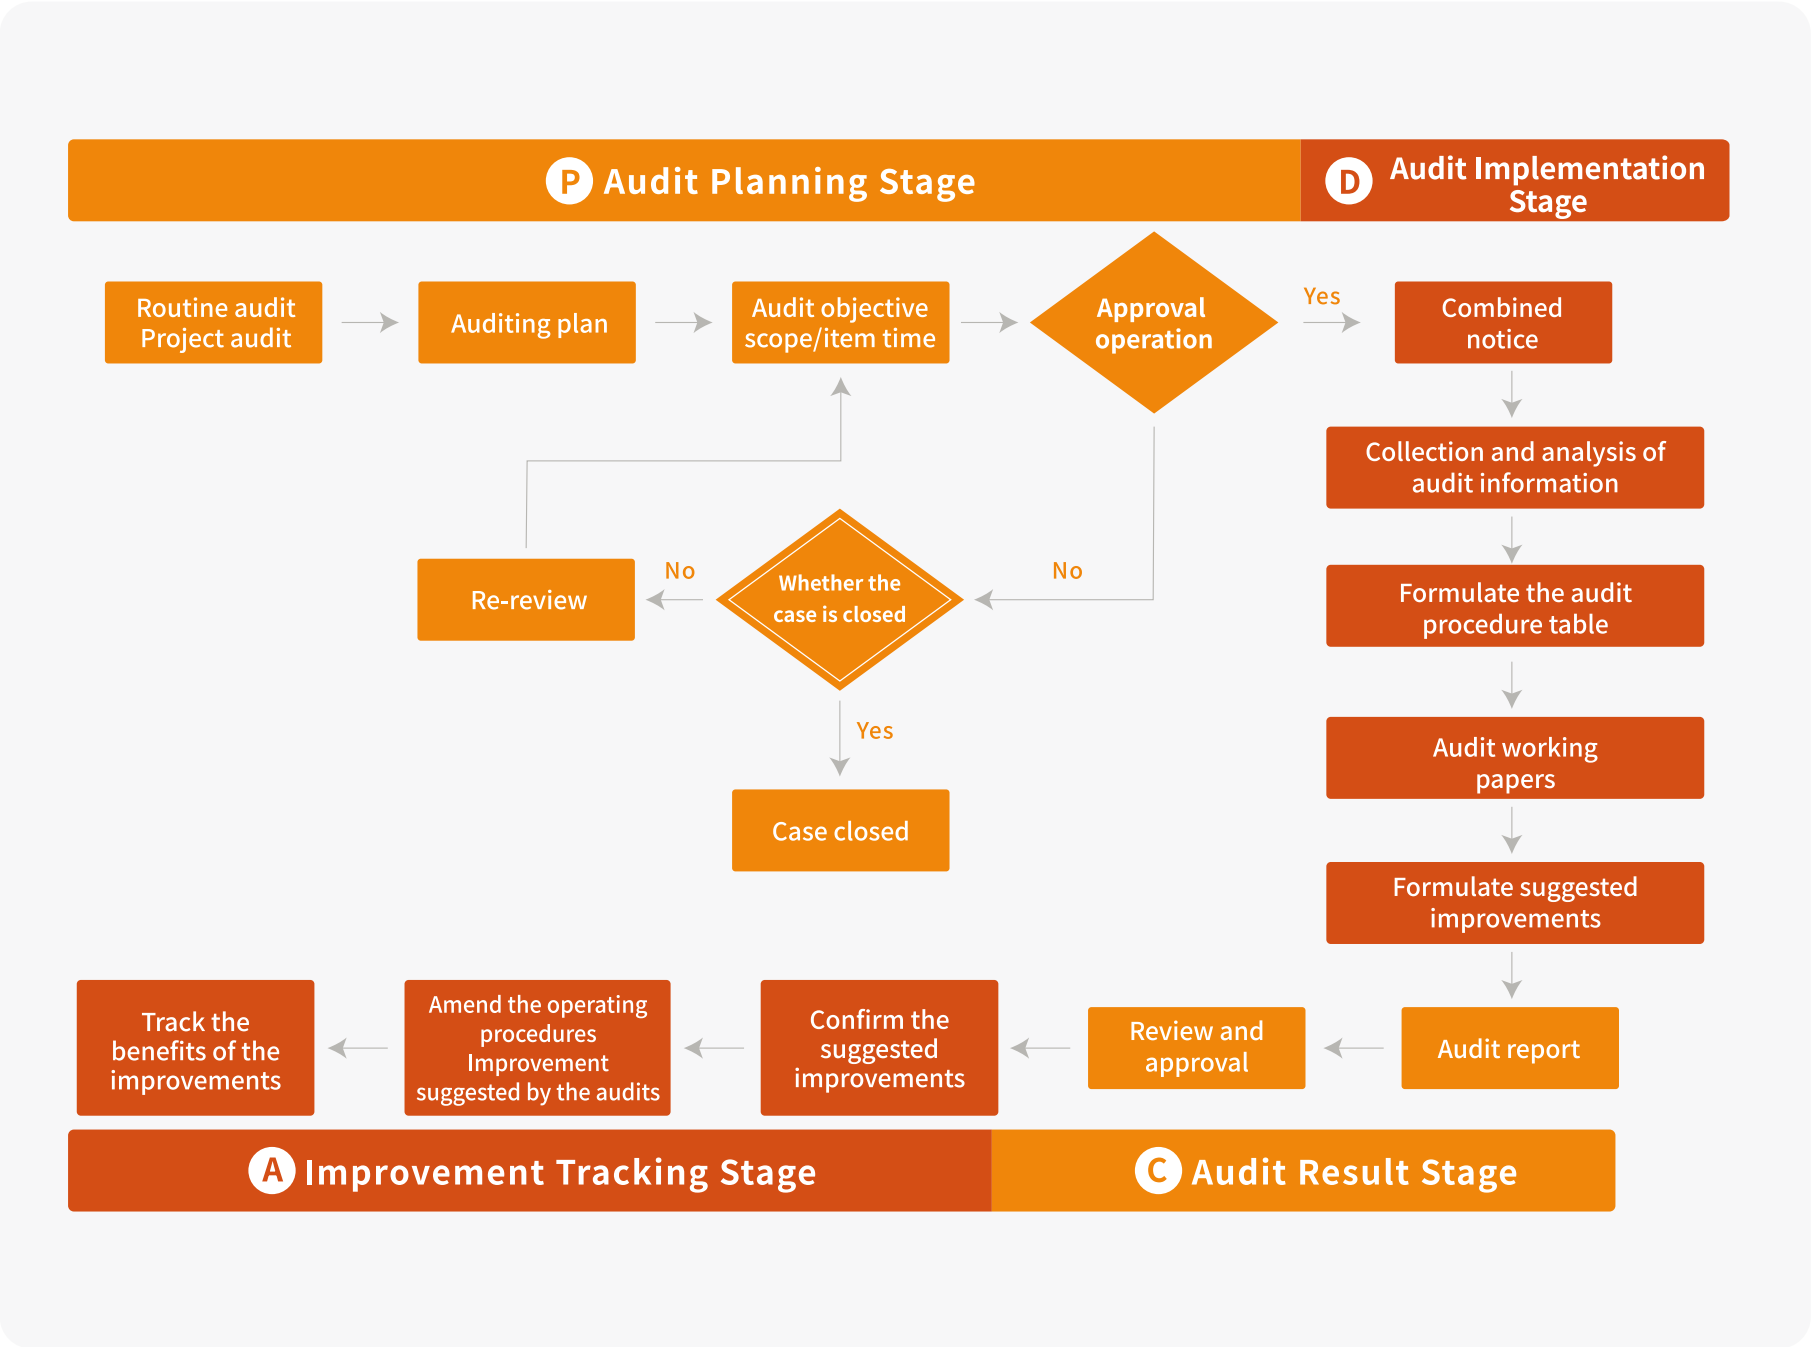 P Audit Planning Stage
D Audit Implementation
Stage
Routine audit
Project audit
Auditing plan
Audit objective
scope/item time
Approval
operation
Yes
Combined
notice
Collection and analysis of
audit information
No
Whether the
case is closed
No
Re-review
Formulate the audit
procedure table
Yes
Audit working
papers
Case closed
Formulate suggested
improvements
Track the
benefits of the
improvements
Amend the operating
procedures
Improvement
suggested by the audits
Confirm the
suggested
improvements
Review and
approval
Audit report
A Improvement Tracking Stage
C Audit Result Stage